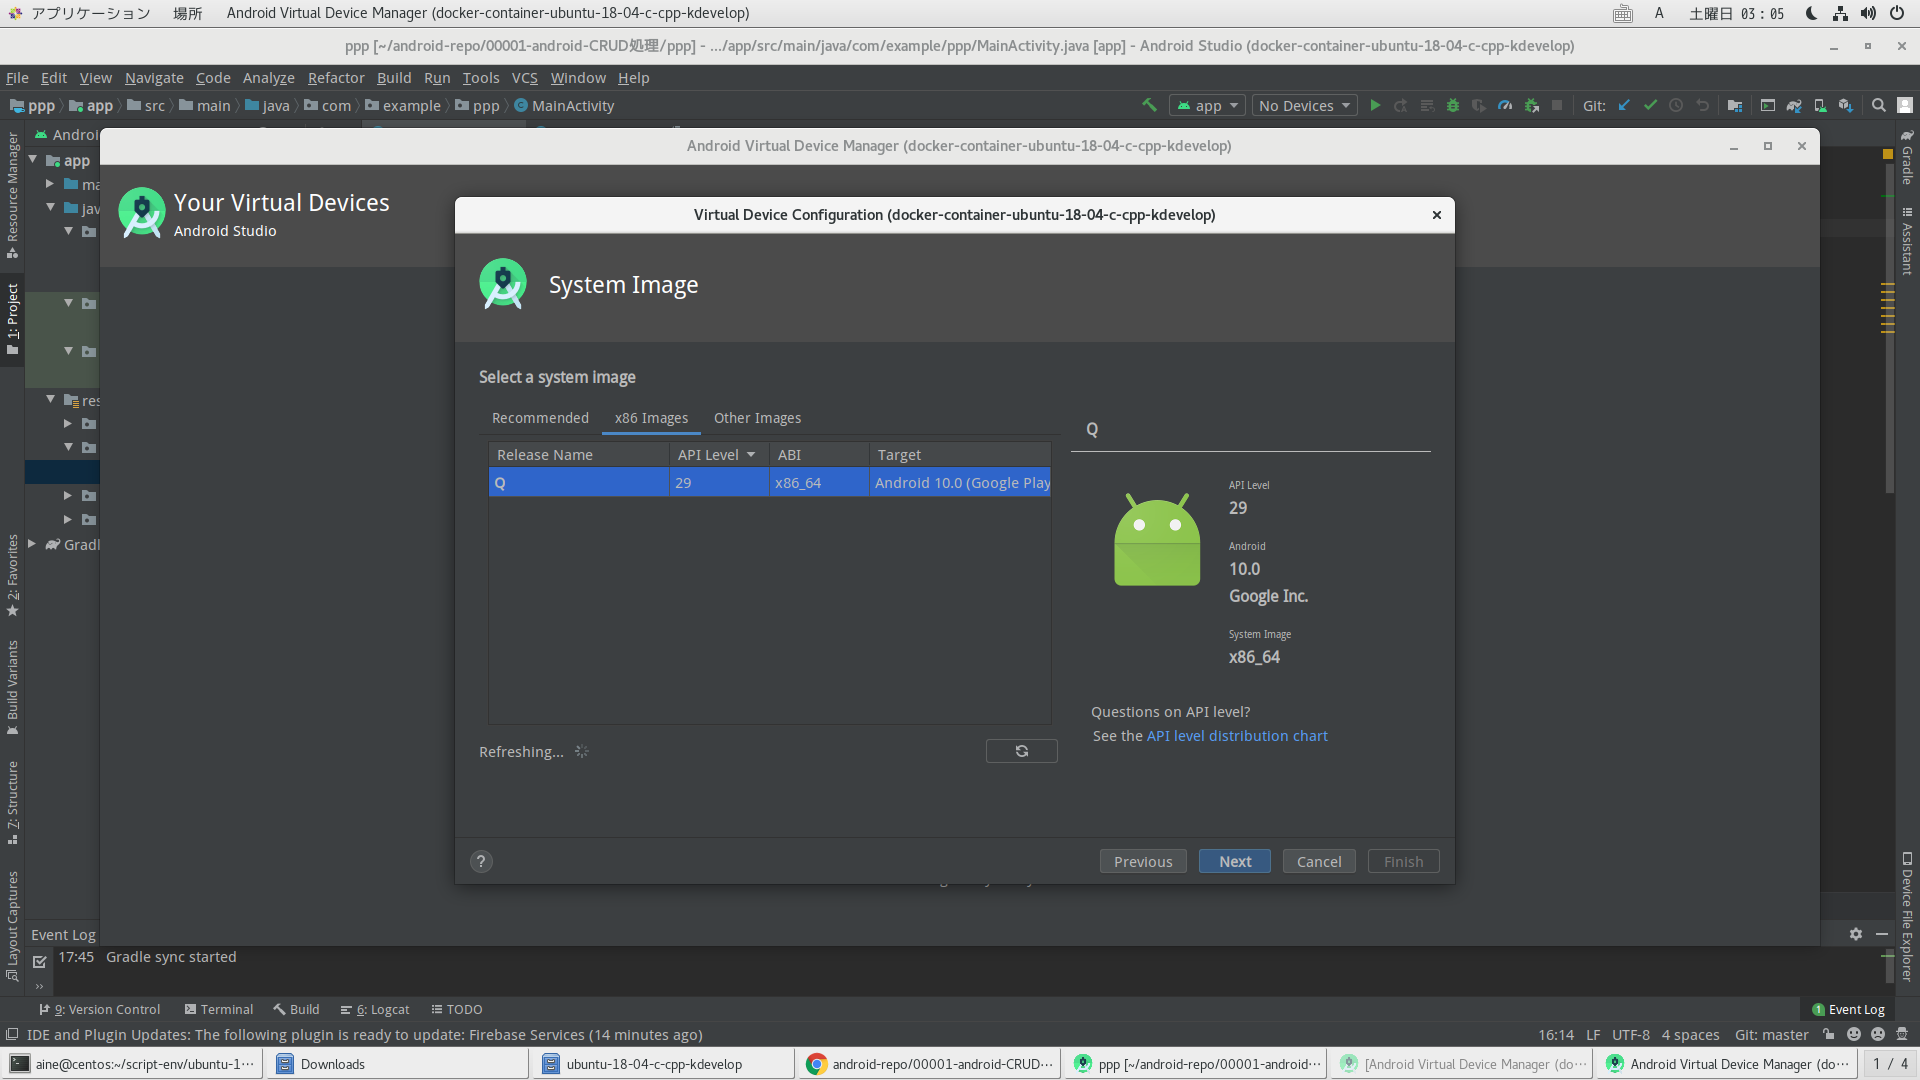 アプリケーション 場所 Android Virtual Device Manager (docker-container-ubuntu-18-04-c-cpp-kdevelop) A 土曜日 03:05
ppp [~/android-repo/00001-android-CRUD処理/ppp] - .../app/src/main/java/com/example/ppp/MainActivity.java [app] - Android Studio (docker-container-ubuntu-18-04-c-cpp-kdevelop)
File Edit View Navigate Code Analyze Refactor Build Run Tools VCS Window Help
ppp app src main java com example ppp MainActivity app No Devices Git:
Androi
Android Virtual Device Manager (docker-container-ubuntu-18-04-c-cpp-kdevelop)
app
ma
jav
res
Gradl
Resource Manager
1: Project
2: Favorites
Build Variants
7: Structure
Layout Captures
Gradle
Assistant
Device File Explorer
Your Virtual Devices
Android Studio
Virtual Device Configuration (docker-container-ubuntu-18-04-c-cpp-kdevelop)
System Image
Select a system image
Recommended x86 Images Other Images
Release Name API Level ABI Target
Q 29 x86_64 Android 10.0 (Google Play
Q
API Level
29
Android
10.0
Google Inc.
System Image
x86_64
Questions on API level?
See the API level distribution chart
Refreshing...
? Previous Next Cancel Finish
Event Log
17:45 Gradle sync started
9: Version Control Terminal Build 6: Logcat TODO 1 Event Log
IDE and Plugin Updates: The following plugin is ready to update: Firebase Services (14 minutes ago) 16:14 LF UTF-8 4 spaces Git: master
aine@centos:~/script-env/ubuntu-1··· Downloads ubuntu-18-04-c-cpp-kdevelop android-repo/00001-android-CRUD··· ppp [~/android-repo/00001-android··· [Android Virtual Device Manager (do··· Android Virtual Device Manager (do··· 1 / 4